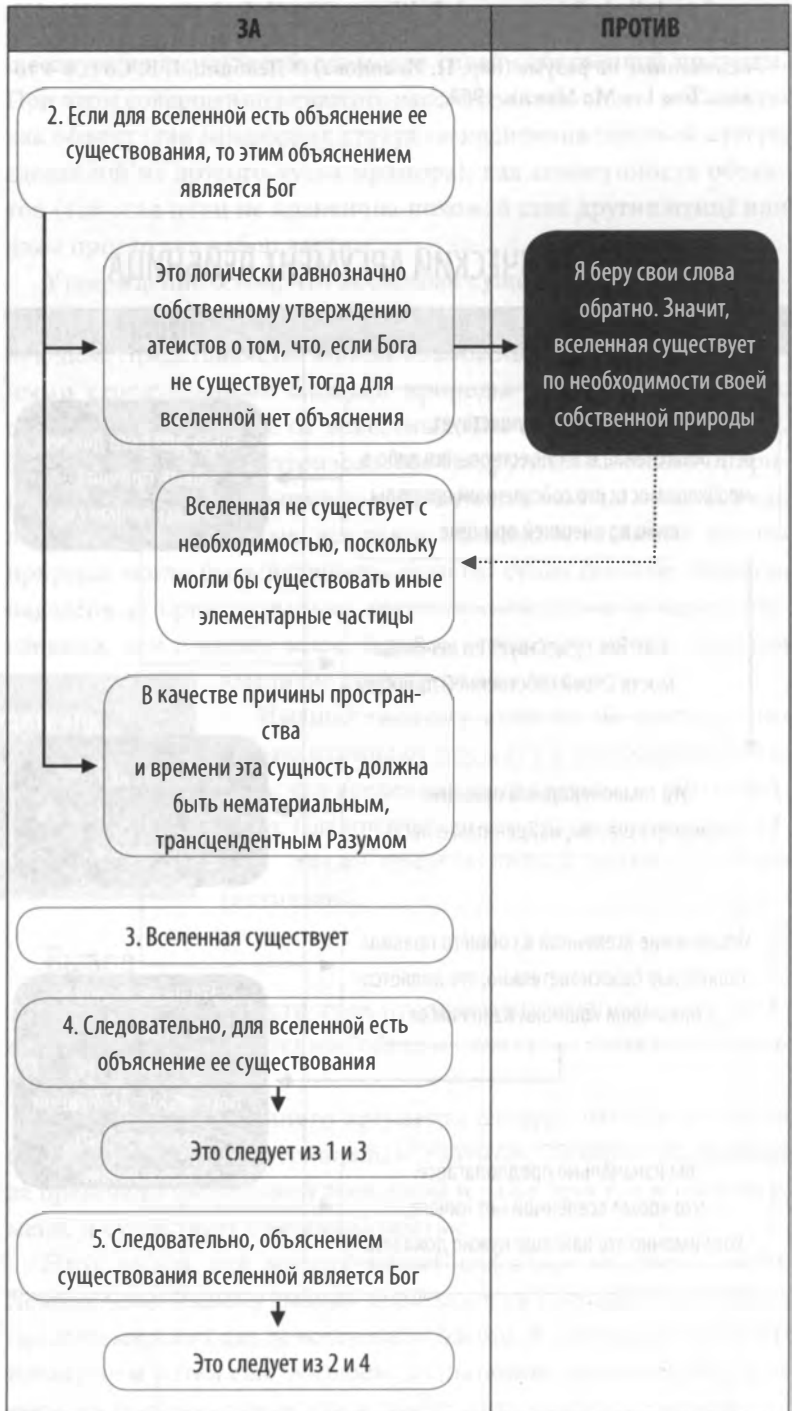 ЗА
ПРОТИВ
2. Если для вселенной есть объяснение ее
существования, то этим объяснением
является Бог
Это логически равнозначно
собственному утверждению
атеистов о том, что, если Бога
не существует, тогда для
вселенной нет объяснения
Я беру свои слова
обратно. Значит,
вселенная существует
по необходимости своей
собственной природы
Вселенная не существует с
необходимостью, поскольку
могли бы существовать иные
элементарные частицы
В качестве причины простран-
ства
и времени эта сущность должна
быть нематериальным,
трансцендентным Разумом
3. Вселенная существует
4. Следовательно, для вселенной есть
объяснение ее существования
Это следует из 1 и 3
5. Следовательно, объяснением
существования вселенной является Бог
Это следует из 2 и 4